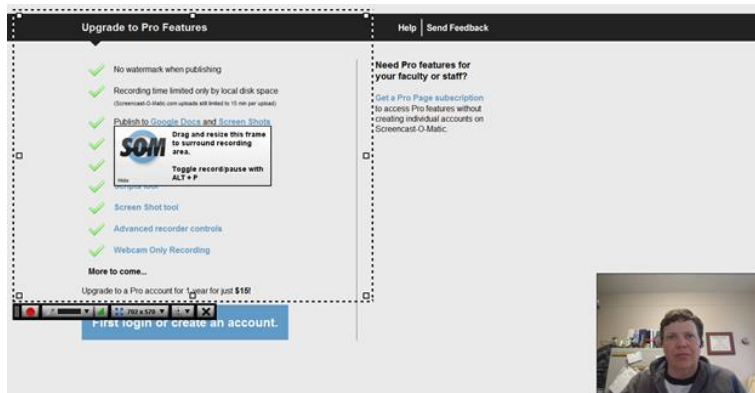 Upgrade to Pro Features
Help
Send Feedback
No watermark when publishing
Recording time limited only by local disk space
(Screencast-O-Matic.com uploads still limited to 15 min per upload)
Publish to Google Docs and Screen Shots
SOM
Drag and resize this frame
to surround recording
area.
Toggle record/pause with
ALT + P
Hide
Scripts tool
Screen Shot tool
Advanced recorder controls
Webcam Only Recording
More to come...
Upgrade to a Pro account for 1 year for just $15!
702 x 570
First login or create an account.
Need Pro features for
your faculty or staff?
Get a Pro Page subscription
to access Pro features without
creating individual accounts on
Screencast-O-Matic.